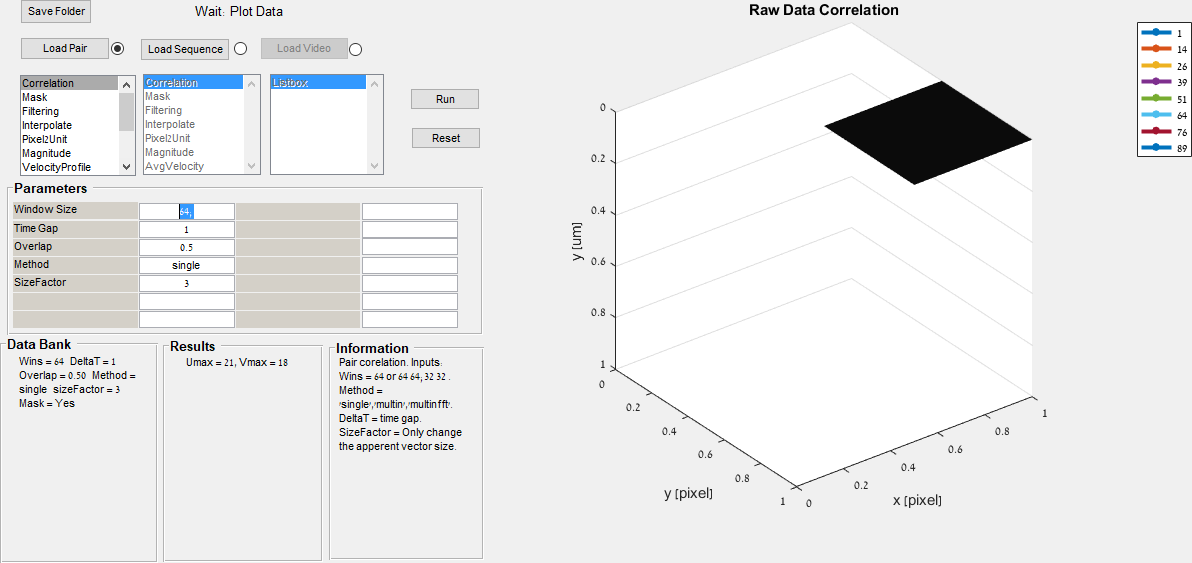 Save Folder
Wait: Plot Data
Load Pair
Load Sequence
Load Video
Correlation
Mask
Filtering
Interpolate
Pixel2Unit
Magnitude
VelocityProfile
Correlation
Mask
Filtering
Interpolate
Pixel2Unit
Magnitude
AvgVelocity
Listbox
Run
Reset
Parameters
Window Size 64,
Time Gap 1
Overlap 0.5
Method single
SizeFactor 3
Data Bank
Wins = 64 DeltaT = 1
Overlap = 0.50 Method =
single sizeFactor = 3
Mask = Yes
Results
Umax = 21, Vmax = 18
Information
Pair corelation. Inputs:
Wins = 64 or 64 64, 32 32 .
Method =
'single','multin','multinfft'.
DeltaT = time gap.
SizeFactor = Only change
the apperent vector size.
Raw Data Correlation
0
0.2
0.4
0.6
0.8
1
y [um]
0
0.2
0.4
0.6
0.8
1
y [pixel]
0
0.2
0.4
0.6
0.8
1
x [pixel]
1
14
26
39
51
64
76
89